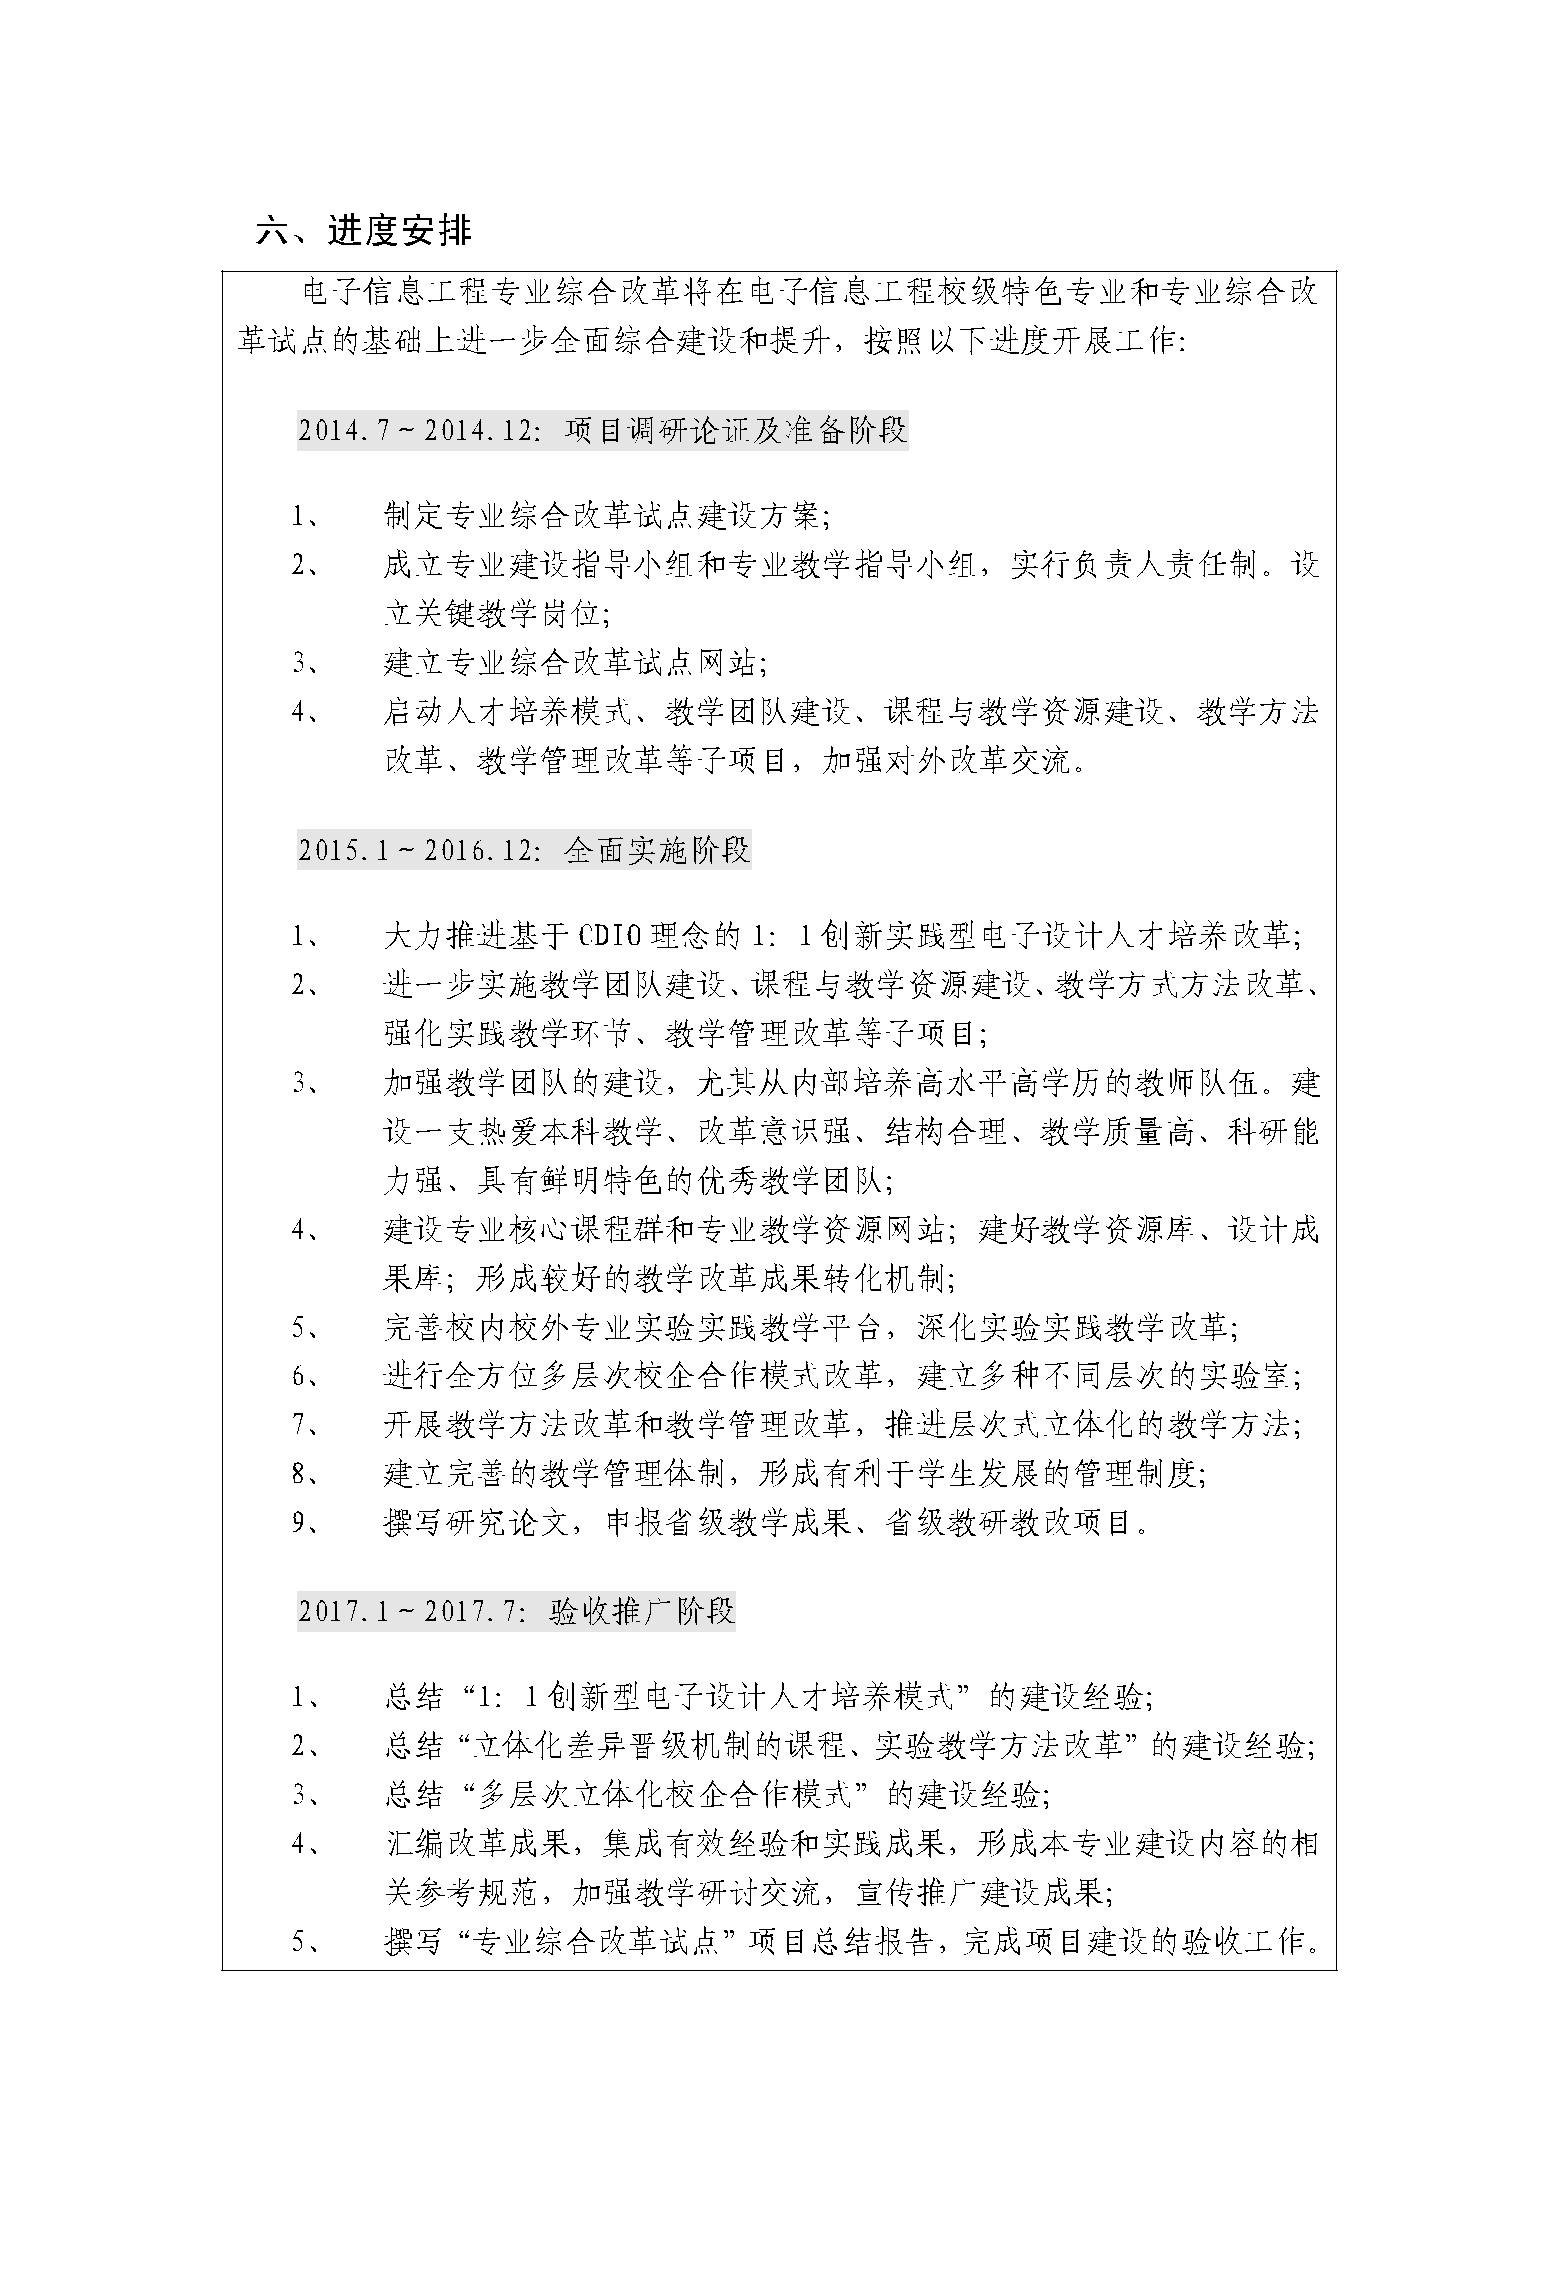 六、进度安排
电子信息工程专业综合改革将在电子信息工程校级特色专业和专业综合改
革试点的基础上进一步全面综合建设和提升，按照以下进度开展工作：
2014.7～2014.12：项目调研论证及准备阶段
1、 制定专业综合改革试点建设方案；
2、 成立专业建设指导小组和专业教学指导小组，实行负责人责任制。设
立关键教学岗位；
3、 建立专业综合改革试点网站；
4、 启动人才培养模式、教学团队建设、课程与教学资源建设、教学方法
改革、教学管理改革等子项目，加强对外改革交流。
2015.1～2016.12：全面实施阶段
1、 大力推进基于 CDIO 理念的 1：1 创新实践型电子设计人才培养改革；
2、 进一步实施教学团队建设、课程与教学资源建设、教学方式方法改革、
强化实践教学环节、教学管理改革等子项目；
3、 加强教学团队的建设，尤其从内部培养高水平高学历的教师队伍。建
设一支热爱本科教学、改革意识强、结构合理、教学质量高、科研能
力强、具有鲜明特色的优秀教学团队；
4、 建设专业核心课程群和专业教学资源网站；建好教学资源库、设计成
果库；形成较好的教学改革成果转化机制；
5、 完善校内校外专业实验实践教学平台，深化实验实践教学改革；
6、 进行全方位多层次校企合作模式改革，建立多种不同层次的实验室；
7、 开展教学方法改革和教学管理改革，推进层次式立体化的教学方法；
8、 建立完善的教学管理体制，形成有利于学生发展的管理制度；
9、 撰写研究论文，申报省级教学成果、省级教研教改项目。
2017.1～2017.7：验收推广阶段
1、 总结“1：1 创新型电子设计人才培养模式”的建设经验；
2、 总结“立体化差异晋级机制的课程、实验教学方法改革”的建设经验；
3、 总结“多层次立体化校企合作模式”的建设经验；
4、 汇编改革成果，集成有效经验和实践成果，形成本专业建设内容的相
关参考规范，加强教学研讨交流，宣传推广建设成果；
5、 撰写“专业综合改革试点”项目总结报告，完成项目建设的验收工作。